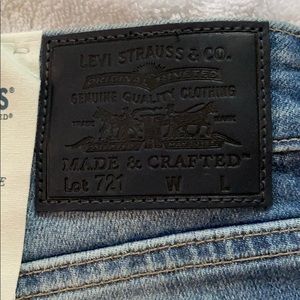 LEVI STRAUSS & CO.
GENUINE QUALITY CLOTHING
TRADE MARK
MADE & CRAFTED™
Lot 721 W L
S
E